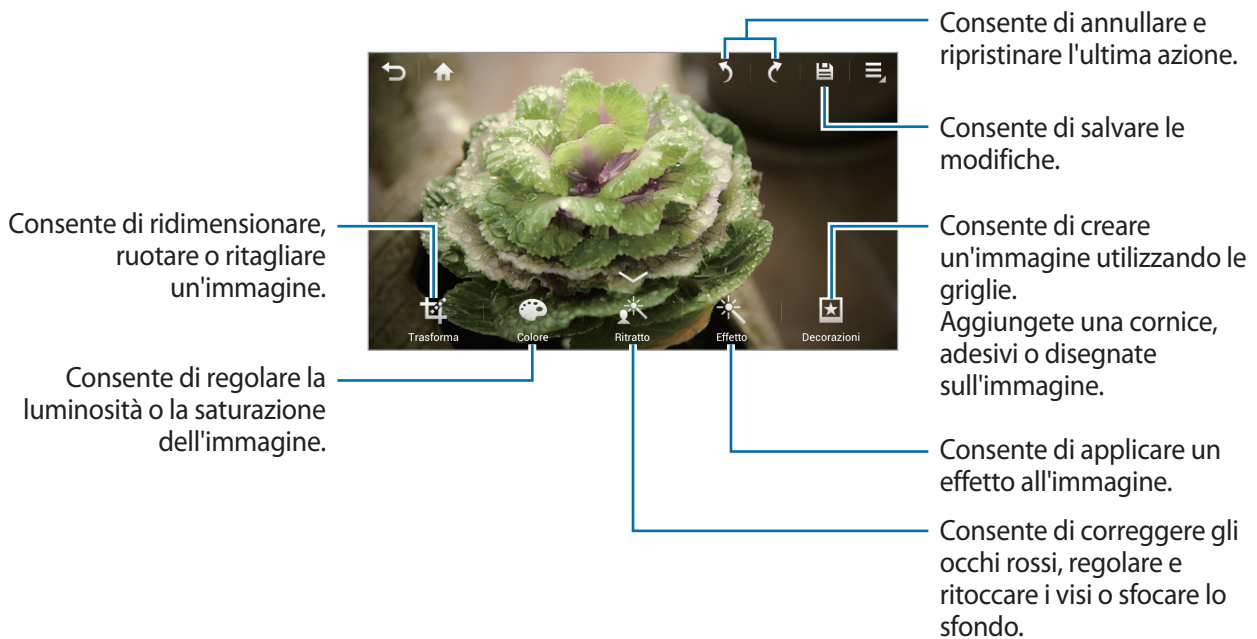 Consente di annullare e
ripristinare l'ultima azione.
Consente di salvare le
modifiche.
Consente di ridimensionare,
ruotare o ritagliare
un'immagine.
Consente di creare
un'immagine utilizzando le
griglie.
Aggiungete una cornice,
adesivi o disegnate
sull'immagine.
Trasforma
Colore
Ritratto
Effetto
Decorazioni
Consente di regolare la
luminosità o la saturazione
dell'immagine.
Consente di applicare un
effetto all'immagine.
Consente di correggere gli
occhi rossi, regolare e
ritoccare i visi o sfocare lo
sfondo.